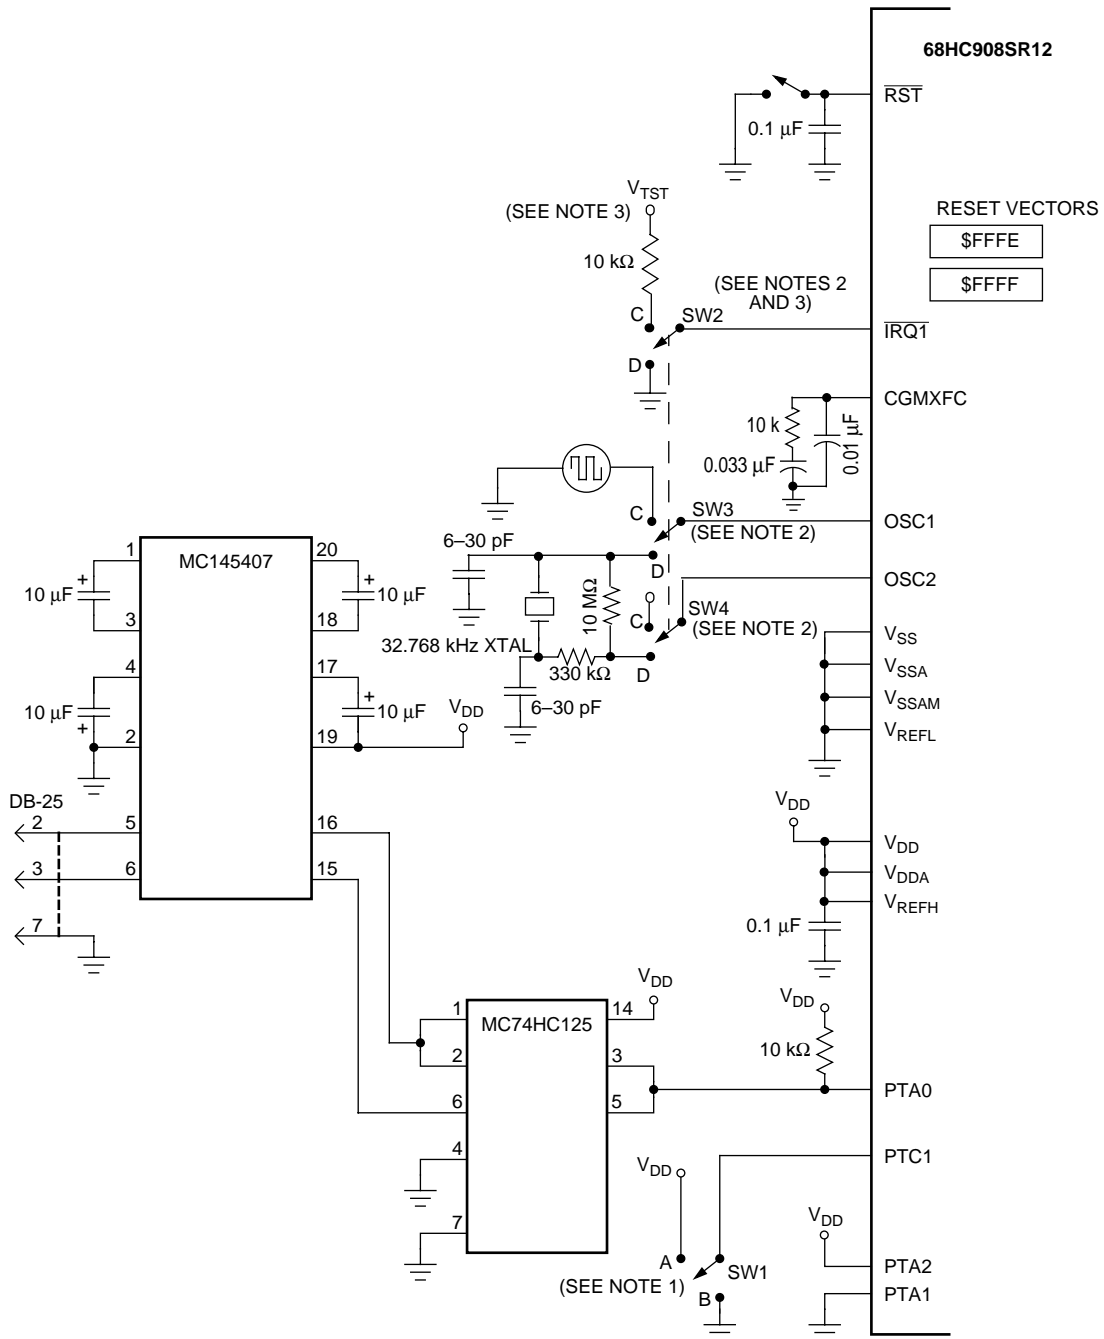 68HC908SR12
RST
0.1 µF
VTST
(SEE NOTE 3)
RESET VECTORS
$FFFE
10 kΩ
$FFFF
(SEE NOTES 2
AND 3)
C
SW2
IRQ1
D
CGMXFC
10 k
0.01 µF
0.033 µF
C
SW3
OSC1
(SEE NOTE 2)
6–30 pF
D
OSC2
10 MΩ
C
SW4
(SEE NOTE 2)
32.768 kHz XTAL
330 kΩ
D
6–30 pF
VSS
VSSA
VSSAM
VREFL
MC145407
1
20
+
10 µF
+
10 µF
3
18
4
17
10 µF
+
+
10 µF
VDD
2
19
DB-25
2
5
16
3
6
15
7
VDD
VDD
VDDA
VREFH
0.1 µF
VDD
MC74HC125
1
14
2
3
6
5
4
7
VDD
10 kΩ
PTA0
PTC1
VDD
A
SW1
(SEE NOTE 1)
B
VDD
PTA2
PTA1